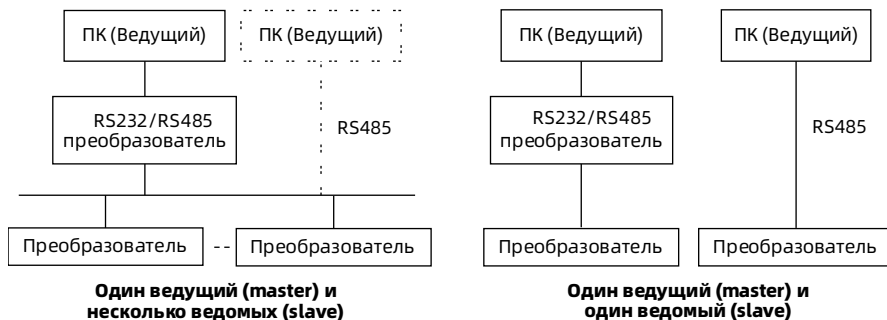 ПК (Ведущий)
ПК (Ведущий)
RS232/RS485
преобразователь
RS485
Преобразователь
--
Преобразователь
Один ведущий (master) и
несколько ведомых (slave)
ПК (Ведущий)
ПК (Ведущий)
RS232/RS485
преобразователь
RS485
Преобразователь
Преобразователь
Один ведущий (master) и
один ведомый (slave)